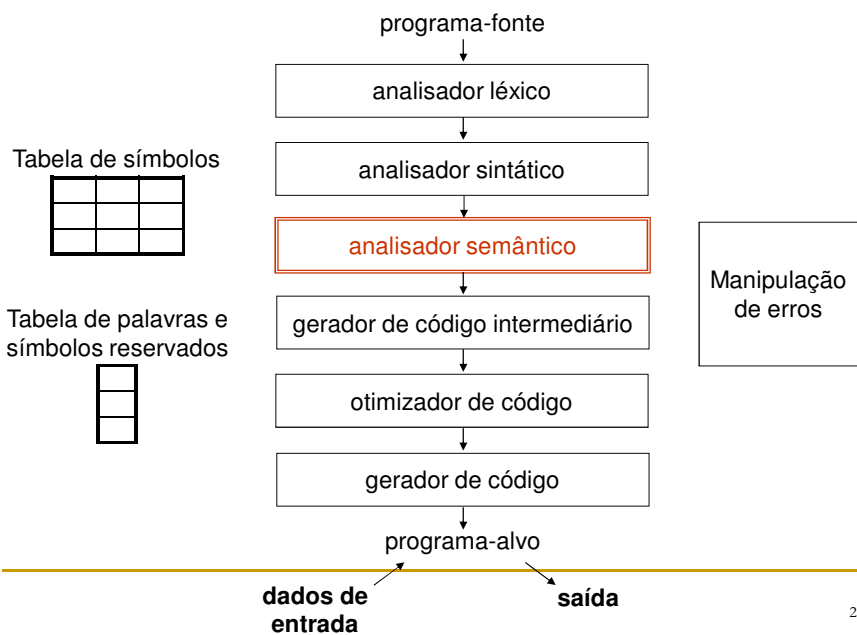 programa-fonte
analisador léxico
Tabela de símbolos
analisador sintático
analisador semântico
Manipulação
de erros
Tabela de palavras e
símbolos reservados
gerador de código intermediário
otimizador de código
gerador de código
programa-alvo
dados de
entrada
saída
2